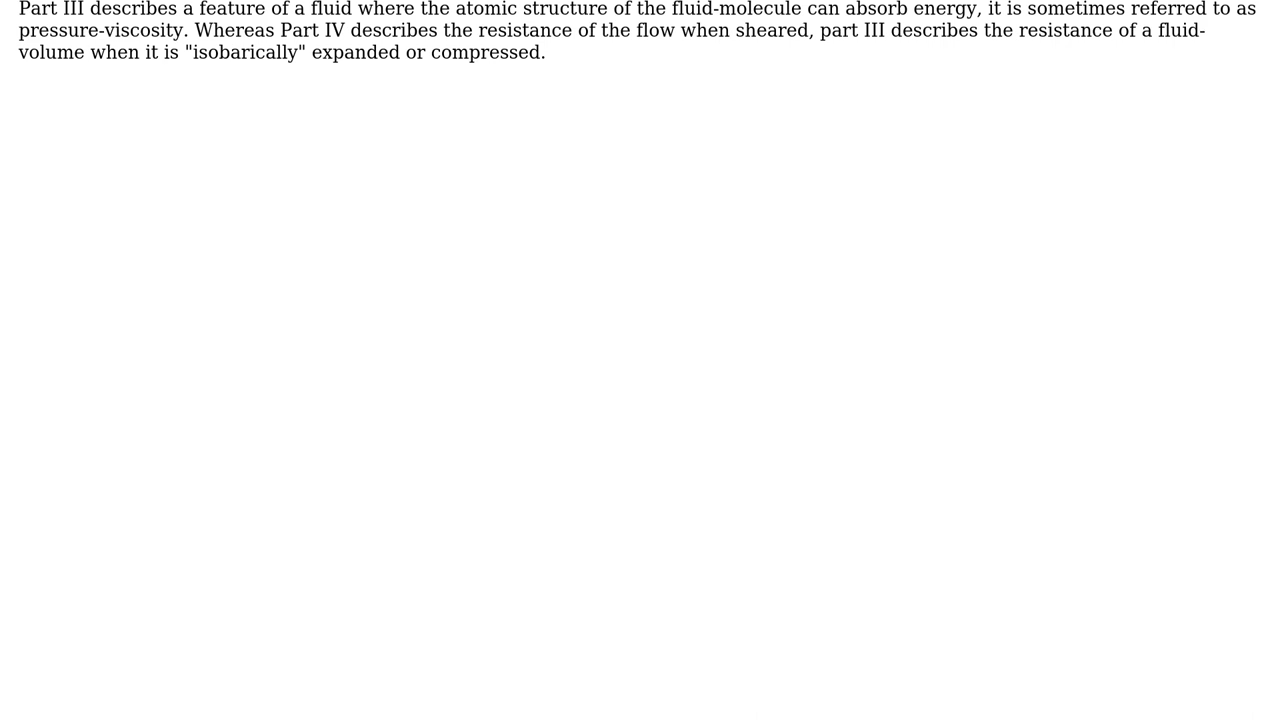 Part III describes a feature of a fluid where the atomic structure of the fluid-molecule can absorb energy, it is sometimes referred to as
pressure-viscosity. Whereas Part IV describes the resistance of the flow when sheared, part III describes the resistance of a fluid-
volume when it is "isobarically" expanded or compressed.